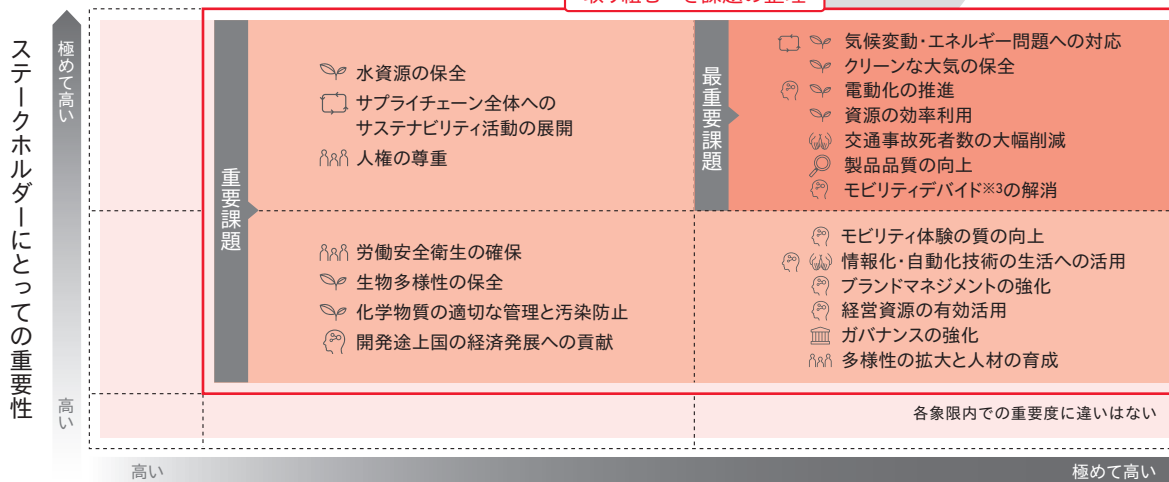 取り組むべき課題の整理
ステークホルダーにとっての重要性
極めて高い
高い
重要課題
水資源の保全
サプライチェーン全体への
サステナビリティ活動の展開
人権の尊重
労働安全衛生の確保
生物多様性の保全
化学物質の適切な管理と汚染防止
開発途上国の経済発展への貢献
最重要課題
気候変動・エネルギー問題への対応
クリーンな大気の保全
電動化の推進
資源の効率利用
交通事故死者数の大幅削減
製品品質の向上
モビリティデバイド※3の解消
モビリティ体験の質の向上
情報化・自動化技術の生活への活用
ブランドマネジメントの強化
経営資源の有効活用
ガバナンスの強化
多様性の拡大と人材の育成
各象限内での重要度に違いはない
高い
極めて高い